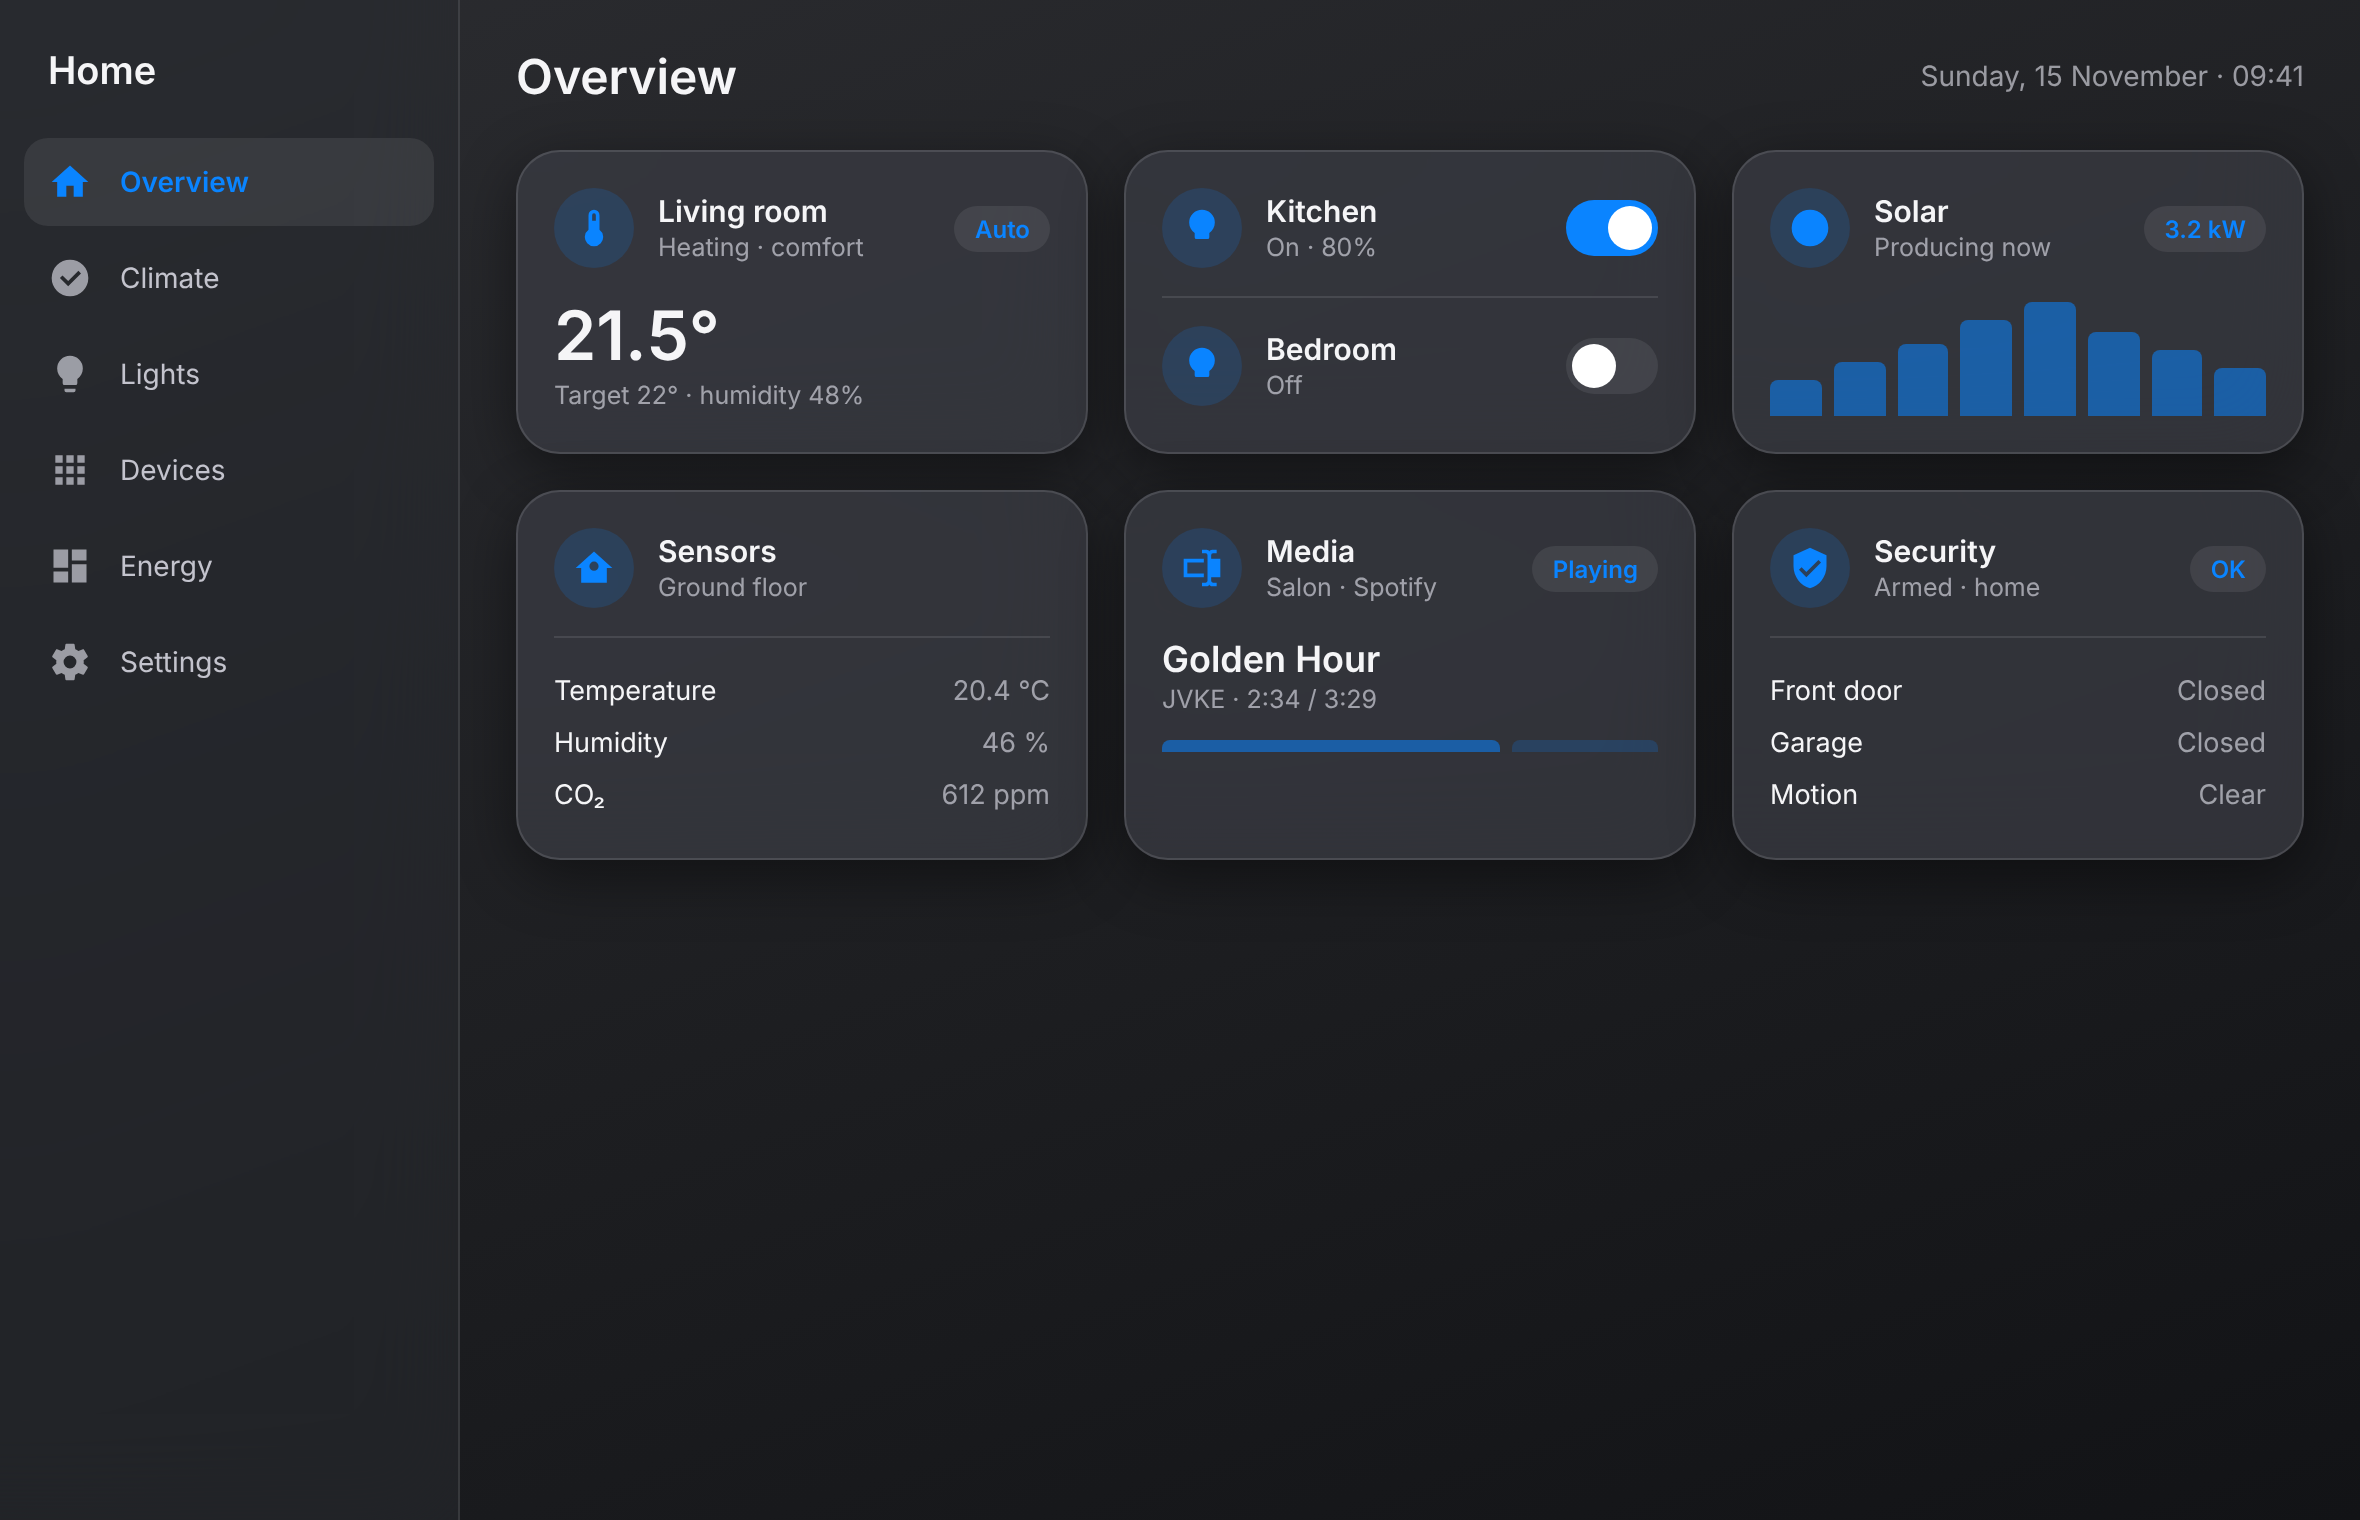 Home
Overview
Climate
Lights
Devices
Energy
Settings
Overview
Sunday, 15 November · 09:41
Living room
Heating · comfort
Auto
21.5°
Target 22° · humidity 48%
Kitchen
On · 80%
Bedroom
Off
Solar
Producing now
3.2 kW
Sensors
Ground floor
Temperature 20.4 °C
Humidity 46 %
CO₂ 612 ppm
Media
Salon · Spotify
Playing
Golden Hour
JVKE · 2:34 / 3:29
Security
Armed · home
OK
Front door Closed
Garage Closed
Motion Clear